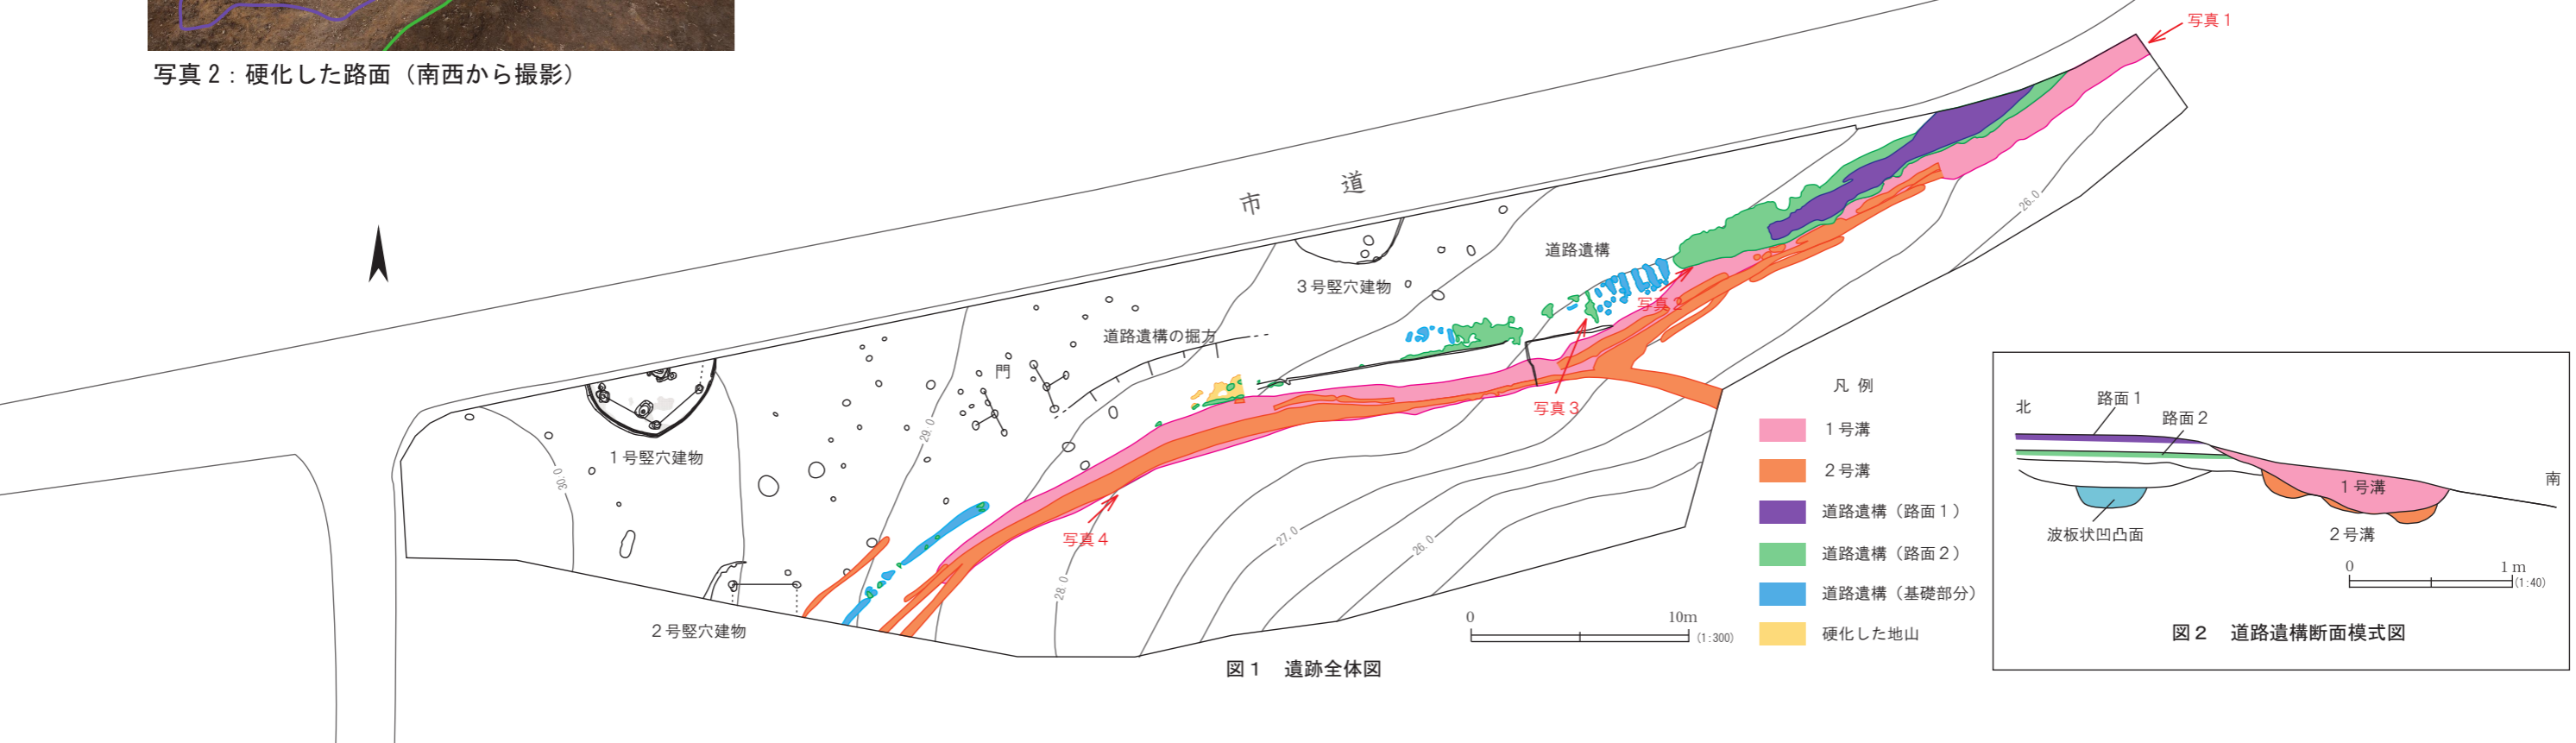 写真２：硬化した路面（南西から撮影）
写真１
市道
道路遺構
３号竪穴建物
写真２
道路遺構の掘方
門
26.0
29.0
写真３
１号竪穴建物
30.0
写真４
27.0
26.0
28.0
２号竪穴建物
0 10m
(1:300)
図１　遺跡全体図
凡例
１号溝
２号溝
道路遺構（路面１）
道路遺構（路面２）
道路遺構（基礎部分）
硬化した地山
北
路面１
路面２
南
１号溝
波板状凹凸面
２号溝
0 1m
(1:40)
図２　道路遺構断面模式図